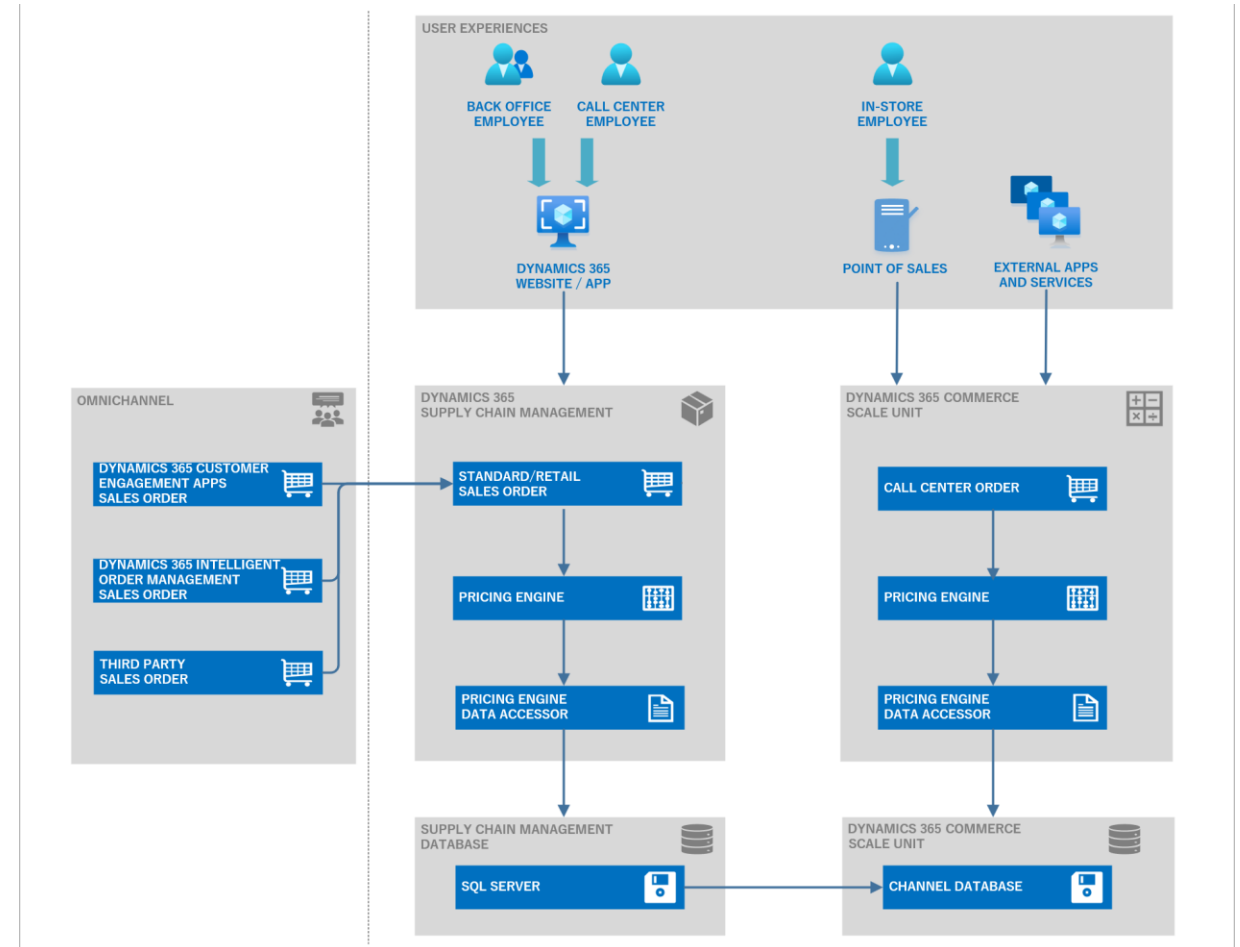 USER EXPERIENCES
BACK OFFICE
EMPLOYEE
CALL CENTER
EMPLOYEE
IN-STORE
EMPLOYEE
DYNAMICS 365
WEBSITE / APP
POINT OF SALES
EXTERNAL APPS
AND SERVICES
OMNICHANNEL
DYNAMICS 365 CUSTOMER
ENGAGEMENT APPS
SALES ORDER
DYNAMICS 365 INTELLIGENT
ORDER MANAGEMENT
SALES ORDER
THIRD PARTY
SALES ORDER
DYNAMICS 365
SUPPLY CHAIN MANAGEMENT
STANDARD/RETAIL
SALES ORDER
PRICING ENGINE
PRICING ENGINE
DATA ACCESSOR
DYNAMICS 365 COMMERCE
SCALE UNIT
CALL CENTER ORDER
PRICING ENGINE
PRICING ENGINE
DATA ACCESSOR
SUPPLY CHAIN MANAGEMENT
DATABASE
SQL SERVER
DYNAMICS 365 COMMERCE
SCALE UNIT
CHANNEL DATABASE